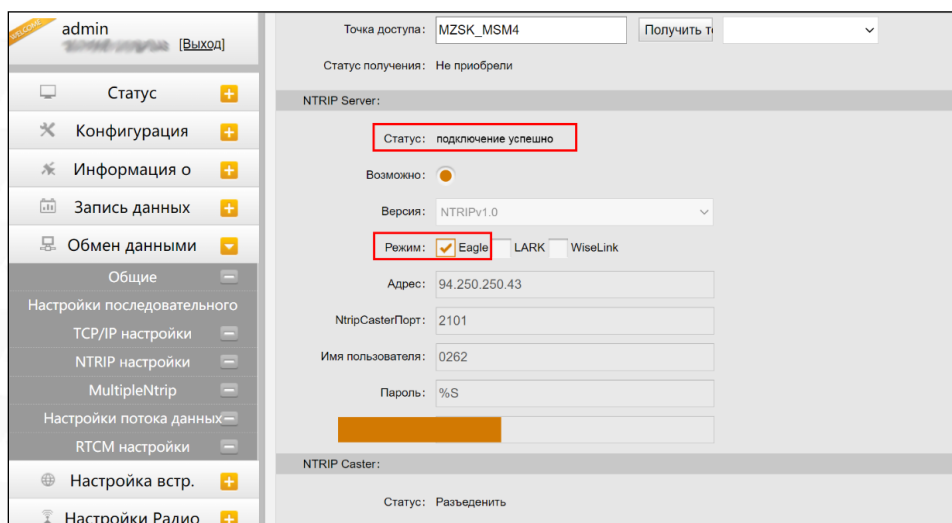 WELCOME
admin
[Выход]
Статус
Конфигурация
Информация о
Запись данных
Обмен данными
Общие
Настройки последовательного
TCP/IP настройки
NTRIP настройки
MultipleNtrip
Настройки потока данных
RTCM настройки
Настройка встр.
Настройки Радио
Точка доступа: MZSK_MSM4 Получить т
Статус получения: Не приобрели
NTRIP Server:
Статус: подключение успешно
Возможно:
Версия: NTRIPv1.0
Режим: Eagle LARK WiseLink
Адрес: 94.250.250.43
NtripCasterПорт: 2101
Имя пользователя: 0262
Пароль: %S
NTRIP Caster:
Статус: Разъеденить